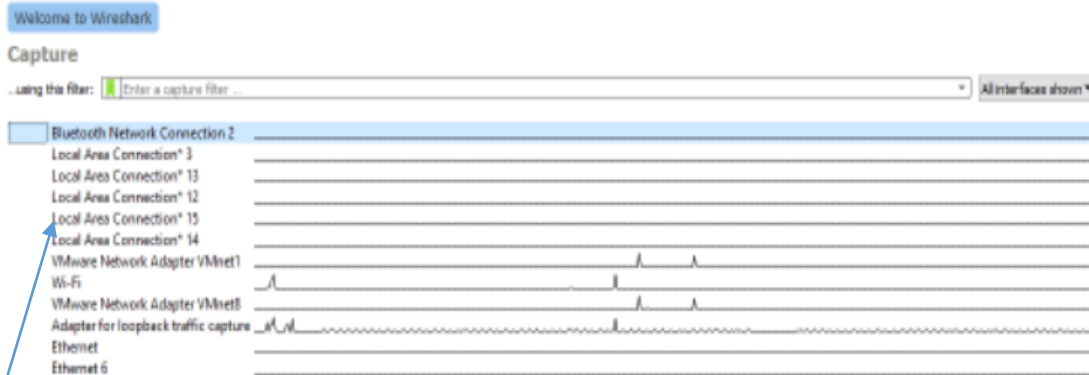 Welcome to Wireshark
Capture
...using this filter: Enter a capture filter ... All interfaces shown
Bluetooth Network Connection 2
Local Area Connection* 3
Local Area Connection* 13
Local Area Connection* 12
Local Area Connection* 15
Local Area Connection* 14
VMware Network Adapter VMnet1
Wi-Fi
VMware Network Adapter VMnet8
Adapter for loopback traffic capture
Ethernet
Ethernet 6